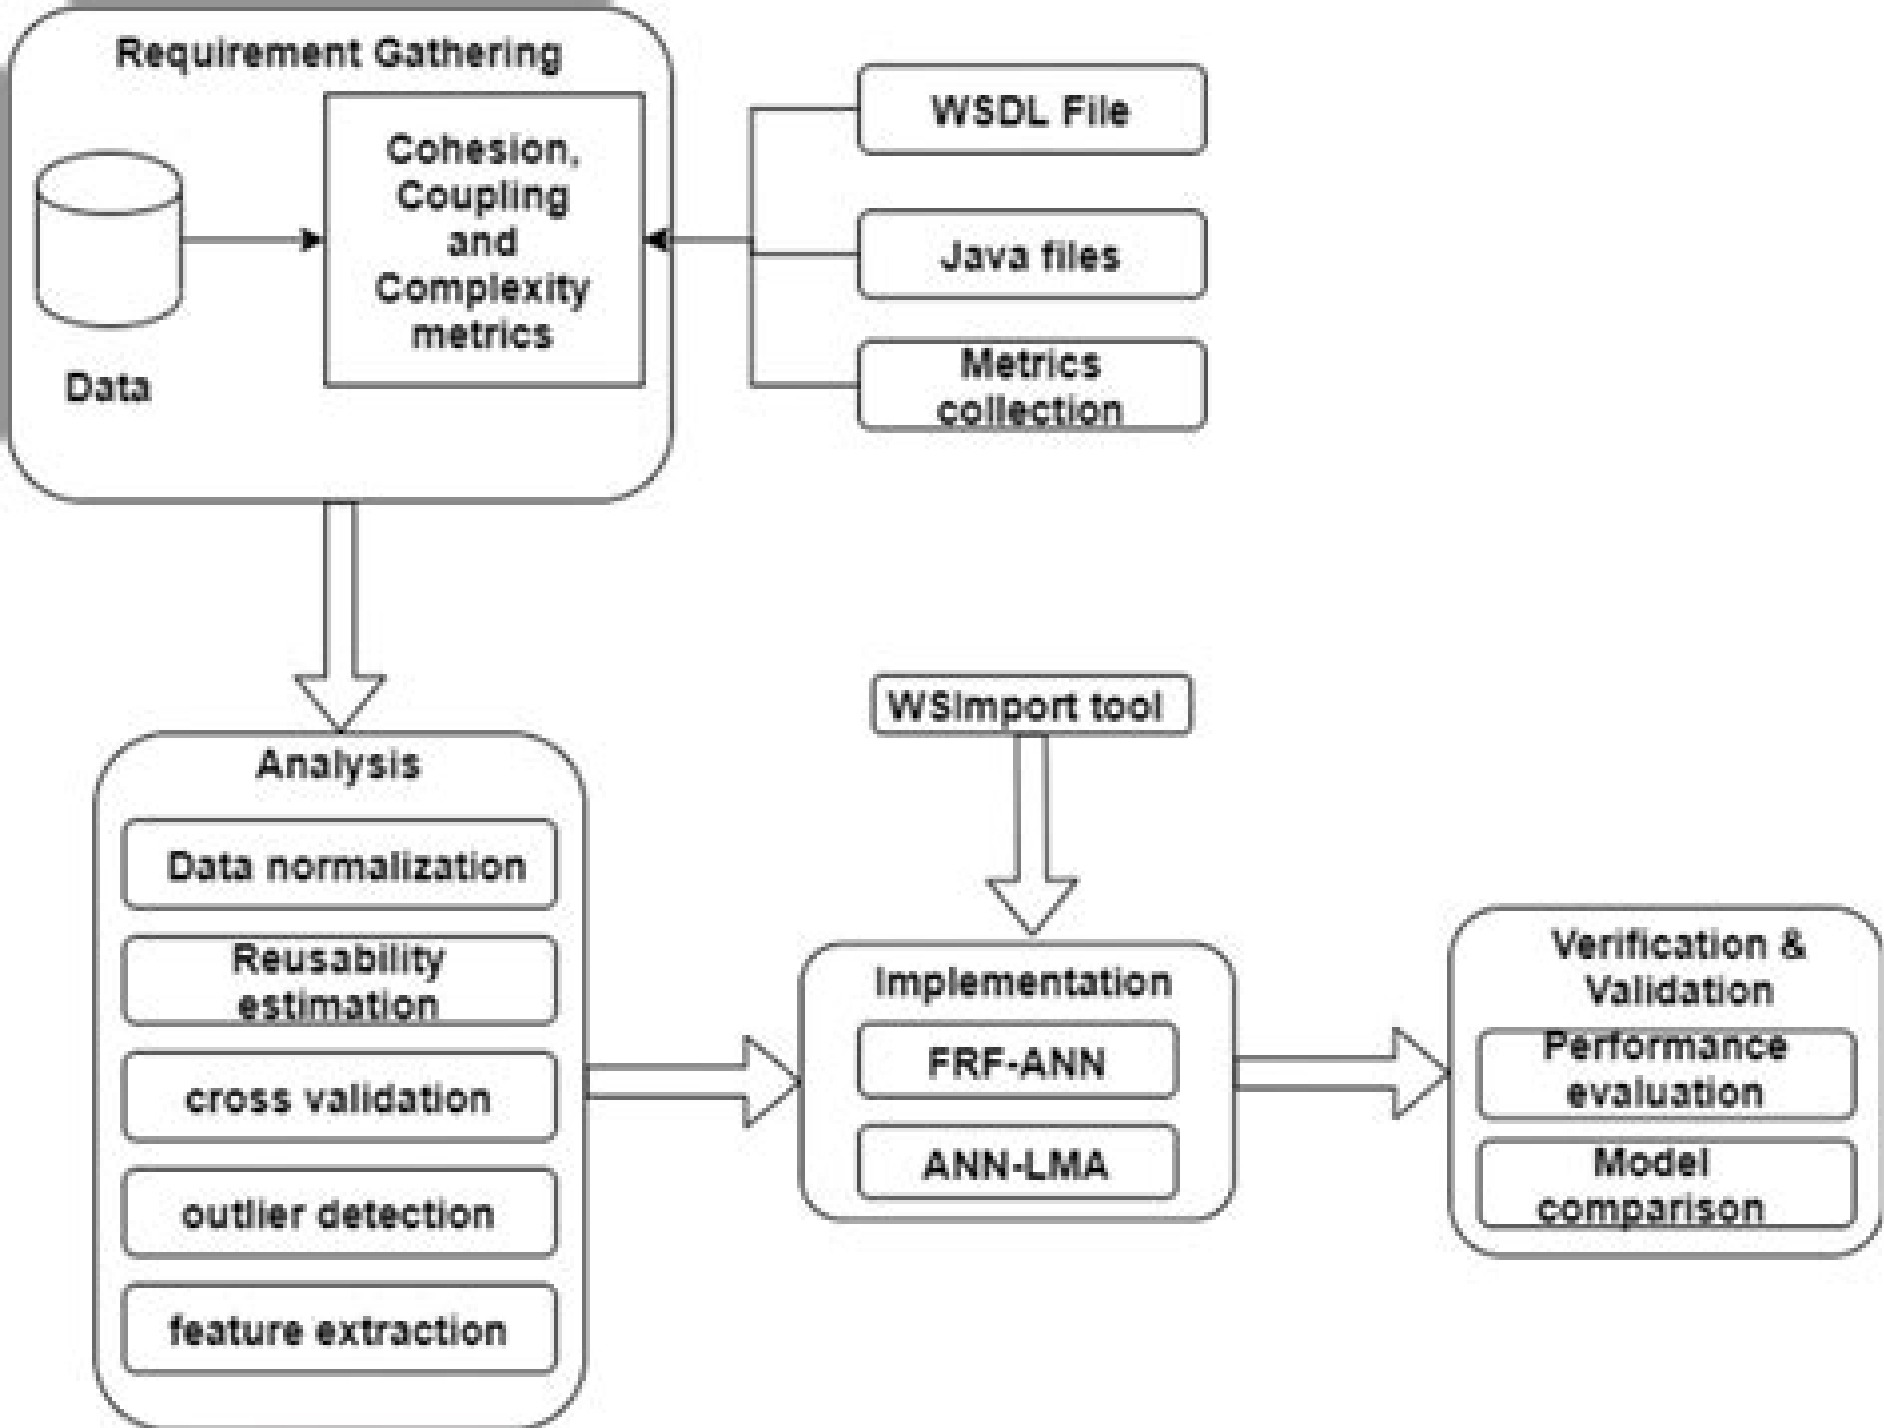 Requirement Gathering
Cohesion,
Coupling
and
Complexity
metrics
Data
WSDL File
Java files
Metrics
collection
WSImport tool
Analysis
Data normalization
Reusability
estimation
cross validation
outlier detection
feature extraction
Implementation
FRF-ANN
ANN-LMA
Verification &
Validation
Performance
evaluation
Model
comparison